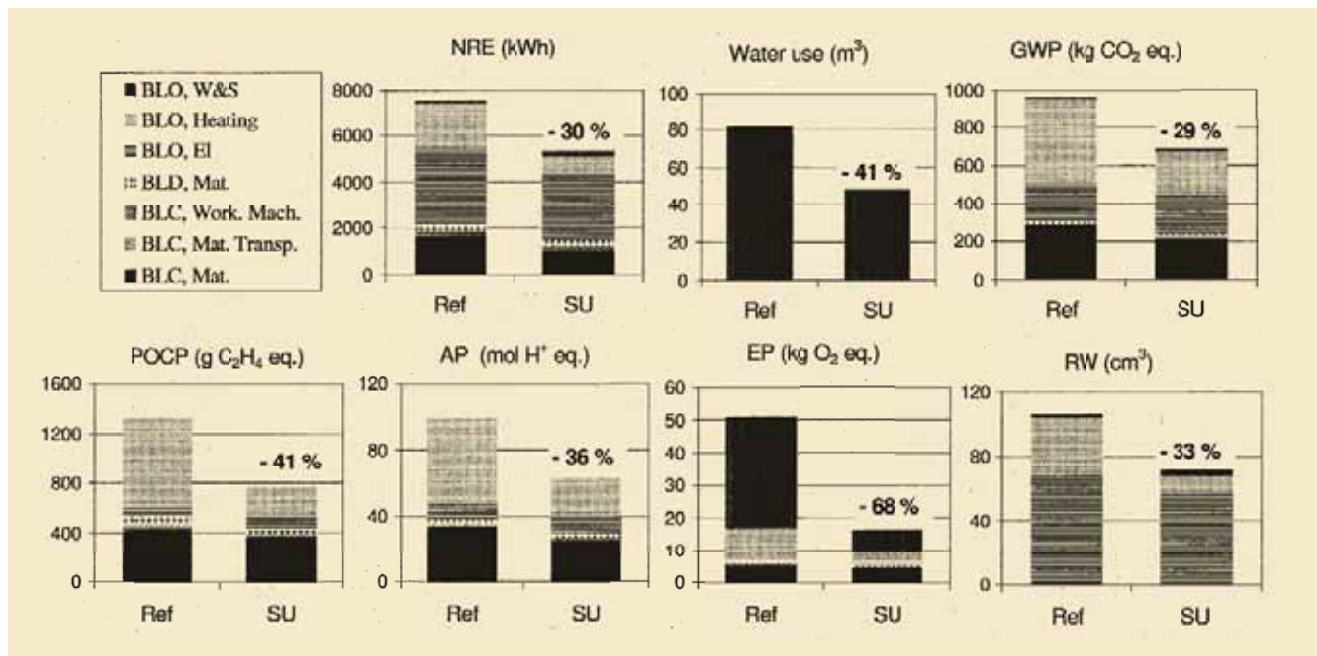 BLO, W&S
BLO, Heating
BLO, El
BLD, Mat.
BLC, Work. Mach.
BLC, Mat. Transp.
BLC, Mat.
NRE (kWh)
8000
6000
4000
2000
0
- 30 %
Ref SU
Water use (m³)
100
80
60
40
20
0
- 41 %
Ref SU
GWP (kg CO₂ eq.)
1000
800
600
400
200
0
- 29 %
Ref SU
POCP (g C₂H₄ eq.)
1600
1200
800
400
0
- 41 %
Ref SU
AP (mol H⁺ eq.)
120
80
40
0
- 36 %
Ref SU
EP (kg O₂ eq.)
60
50
40
30
20
10
0
- 68 %
Ref SU
RW (cm³)
120
80
40
0
- 33 %
Ref SU